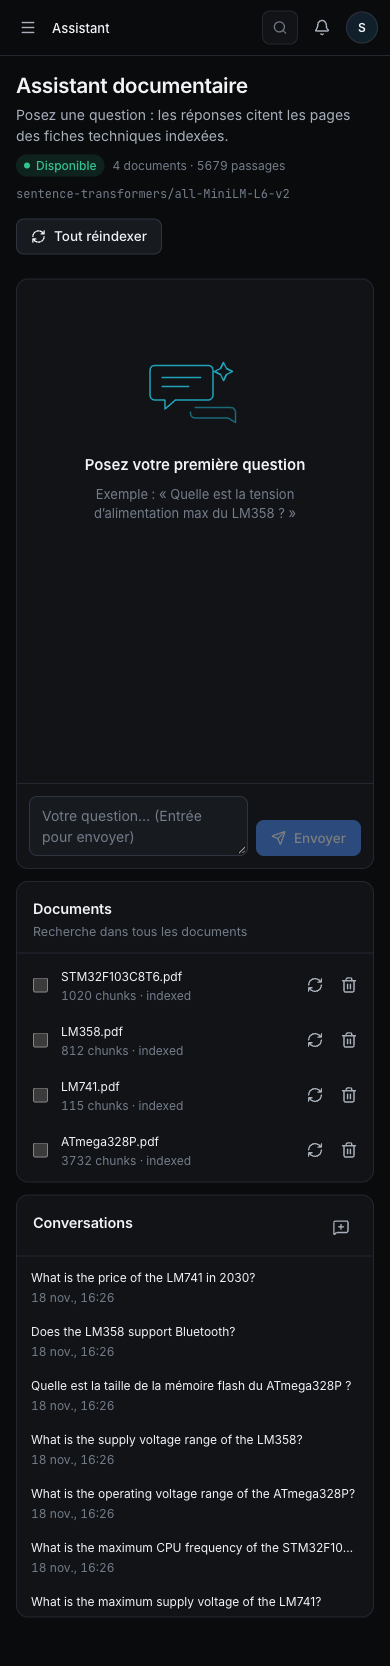 Assistant
S
Assistant documentaire
Posez une question : les réponses citent les pages
des fiches techniques indexées.
Disponible
4 documents · 5679 passages
sentence-transformers/all-MiniLM-L6-v2
Tout réindexer
Posez votre première question
Exemple : « Quelle est la tension
d’alimentation max du LM358 ? »
Votre question… (Entrée
pour envoyer)
Envoyer
Documents
Recherche dans tous les documents
STM32F103C8T6.pdf
1020 chunks · indexed
LM358.pdf
812 chunks · indexed
LM741.pdf
115 chunks · indexed
ATmega328P.pdf
3732 chunks · indexed
Conversations
What is the price of the LM741 in 2030?
18 nov., 16:26
Does the LM358 support Bluetooth?
18 nov., 16:26
Quelle est la taille de la mémoire flash du ATmega328P ?
18 nov., 16:26
What is the supply voltage range of the LM358?
18 nov., 16:26
What is the operating voltage range of the ATmega328P?
18 nov., 16:26
What is the maximum CPU frequency of the STM32F10...
18 nov., 16:26
What is the maximum supply voltage of the LM741?